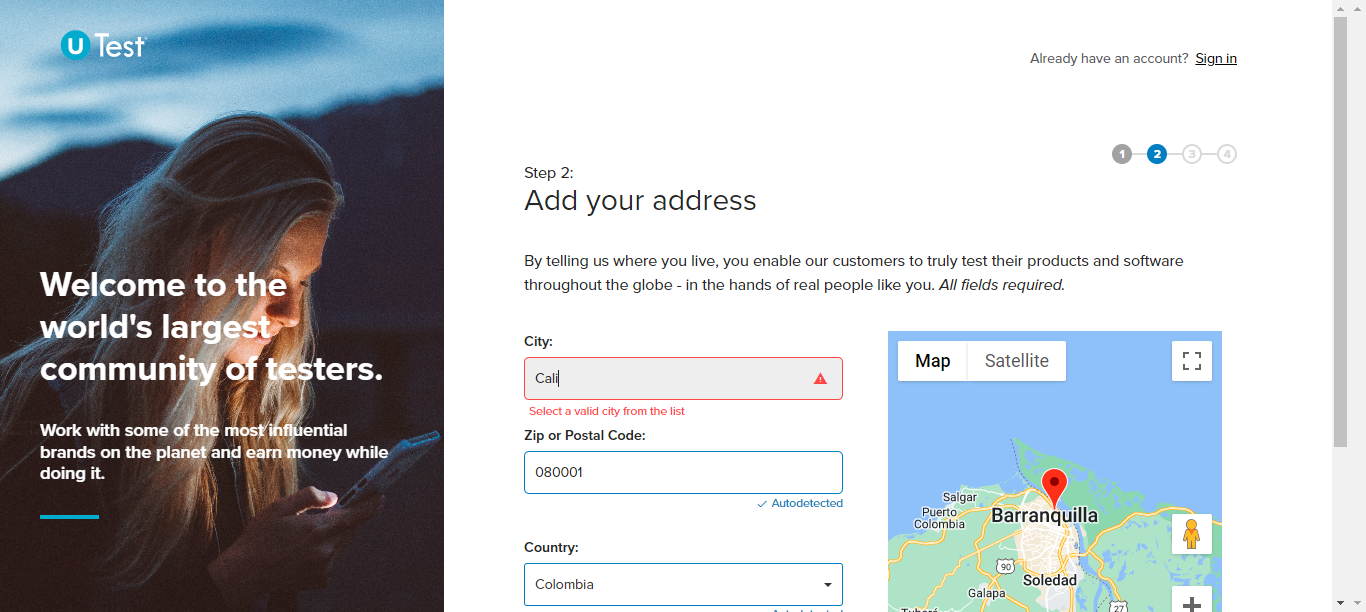 U Test
Already have an account? Sign in
1 2 3 4
Step 2:
Add your address
By telling us where you live, you enable our customers to truly test their products and software
throughout the globe - in the hands of real people like you. All fields required.
Welcome to the
world's largest
community of testers.
Work with some of the most influential
brands on the planet and earn money while
doing it.
City:
Cali
Select a valid city from the list
Zip or Postal Code:
080001
Autodetected
Country:
Colombia
Map Satellite
Salgar
Puerto
Colombia
Barranquilla
90
Soledad
Galapa
27